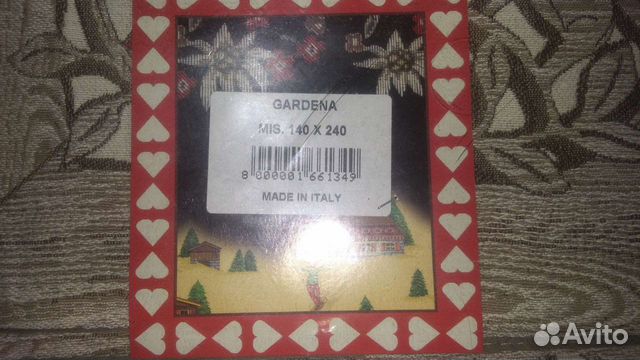 GARDENA
MIS. 140 X 240
8 000001 661349
MADE IN ITALY
Avito